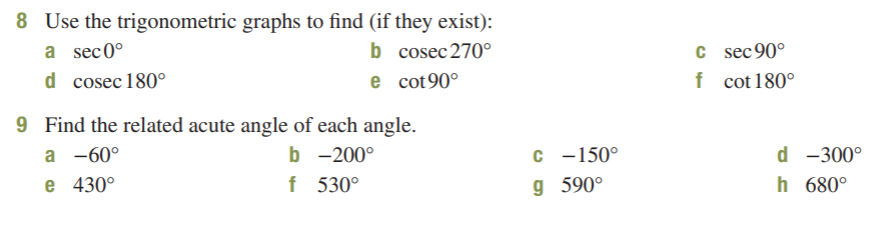 8 Use the trigonometric graphs to find (if they exist):
a sec 0° b cosec 270° c sec 90°
d cosec 180° e cot 90° f cot 180°
9 Find the related acute angle of each angle.
a −60° b −200° c −150° d −300°
e 430° f 530° g 590° h 680°